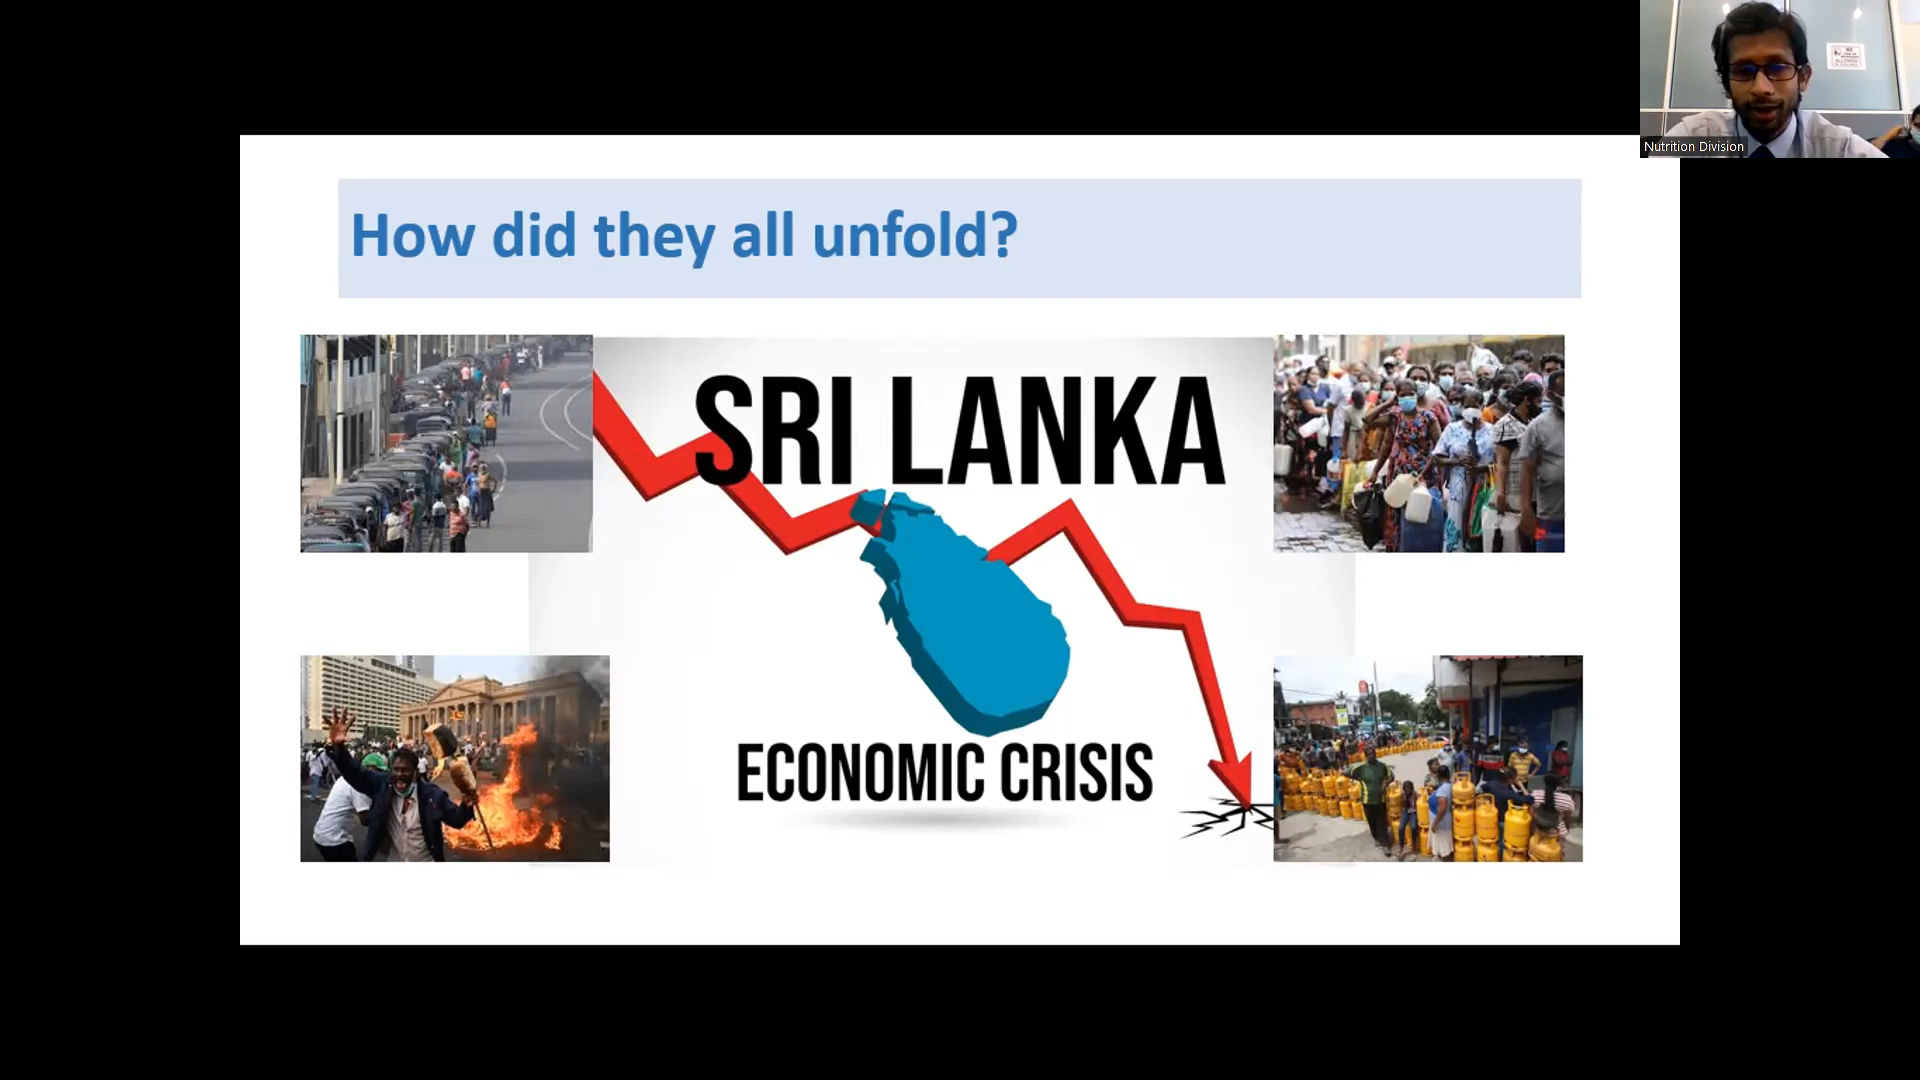 Nutrition Division
How did they all unfold?
SRI LANKA
ECONOMIC CRISIS